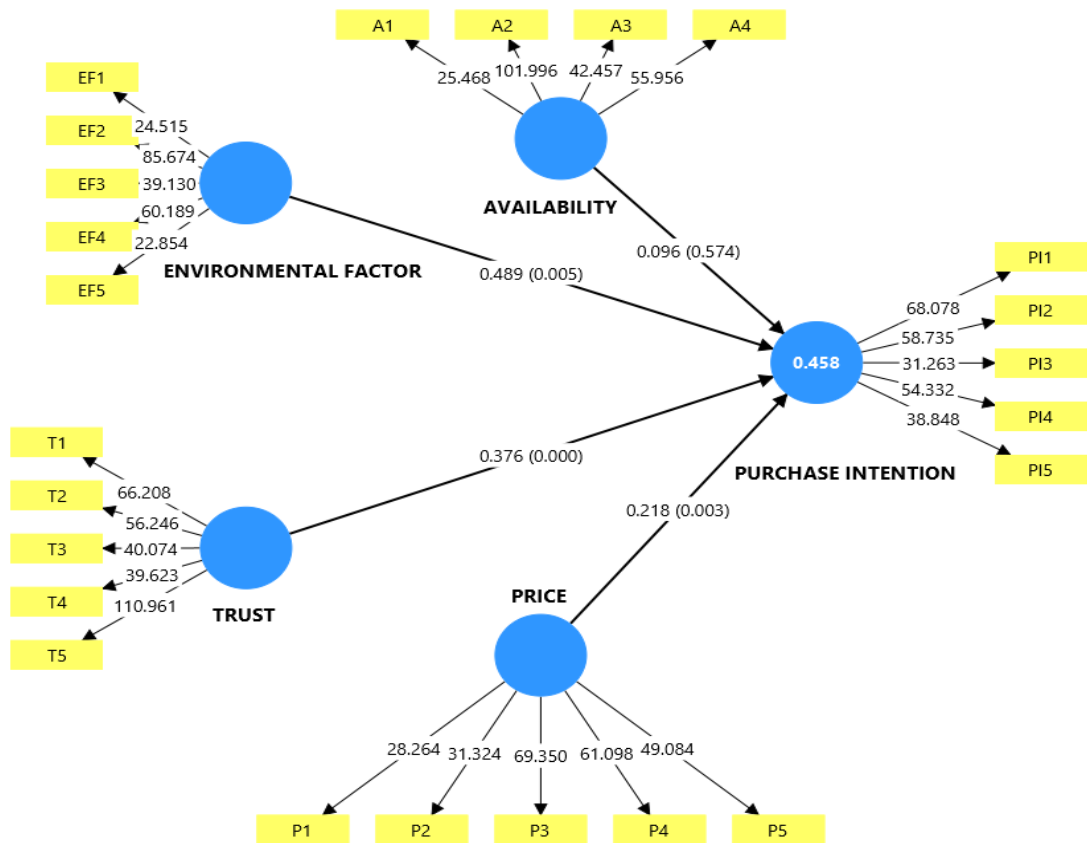 A1
A2
A3
A4
25.468
101.996
42.457
55.956
AVAILABILITY
EF1
EF2
EF3
EF4
EF5
24.515
85.674
39.130
60.189
22.854
ENVIRONMENTAL FACTOR
0.096 (0.574)
0.489 (0.005)
0.458
PURCHASE INTENTION
PI1
PI2
PI3
PI4
PI5
68.078
58.735
31.263
54.332
38.848
T1
T2
T3
T4
T5
66.208
56.246
40.074
39.623
110.961
TRUST
0.376 (0.000)
0.218 (0.003)
PRICE
28.264
31.324
69.350
61.098
49.084
P1
P2
P3
P4
P5